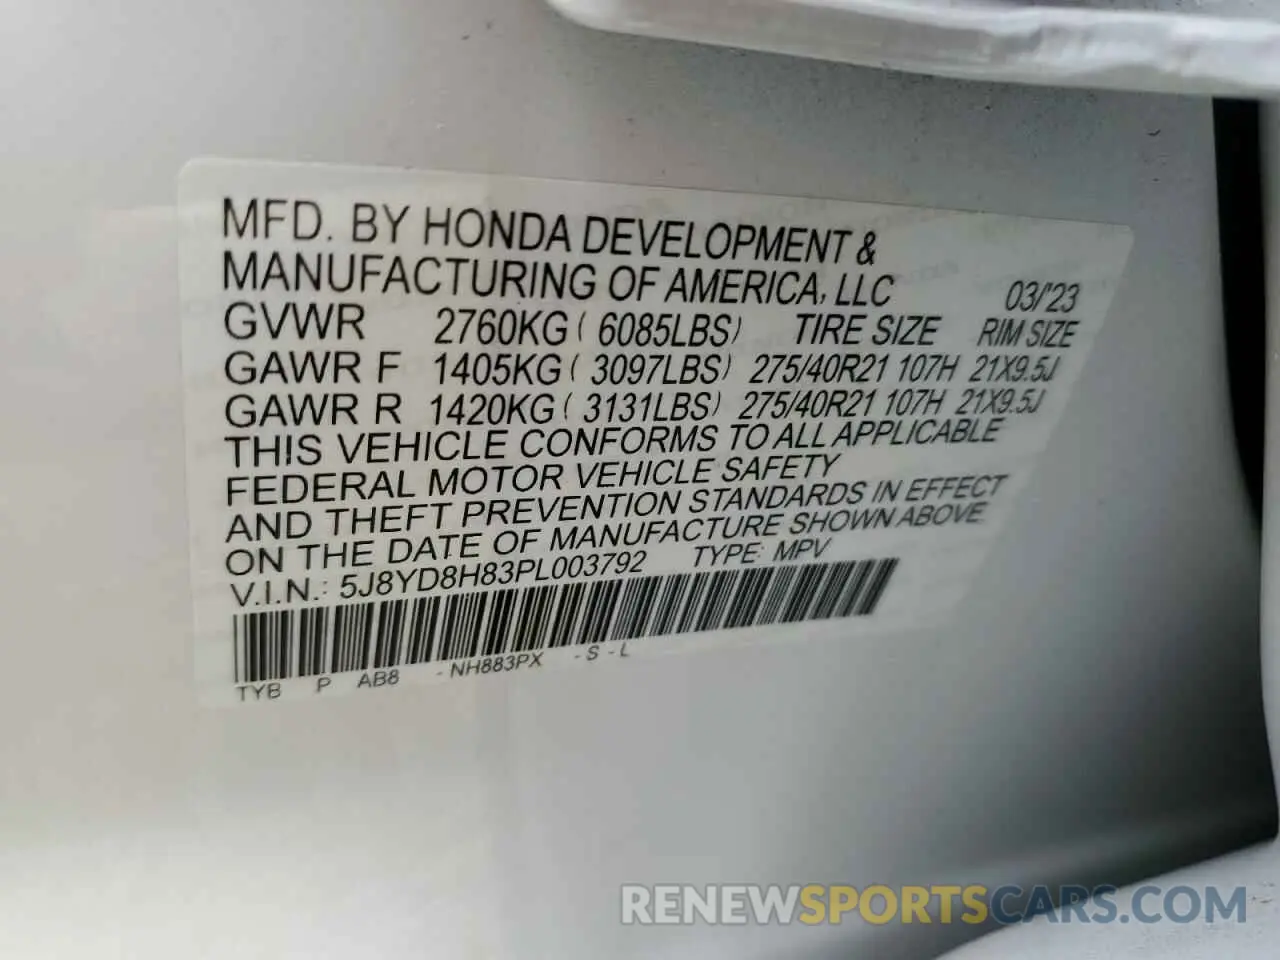 MFD. BY HONDA DEVELOPMENT &
MANUFACTURING OF AMERICA, LLC 03/'23
GVWR 2760KG ( 6085LBS) TIRE SIZE RIM SIZE
GAWR F 1405KG ( 3097LBS) 275/40R21 107H 21X9.5J
GAWR R 1420KG ( 3131LBS) 275/40R21 107H 21X9.5J
THIS VEHICLE CONFORMS TO ALL APPLICABLE
FEDERAL MOTOR VEHICLE SAFETY
AND THEFT PREVENTION STANDARDS IN EFFECT
ON THE DATE OF MANUFACTURE SHOWN ABOVE
V.I.N.: 5J8YD8H83PL003792 TYPE: MPV
TYB P AB8 - NH883PX - S - L
RENEWSPORTSCARS.COM